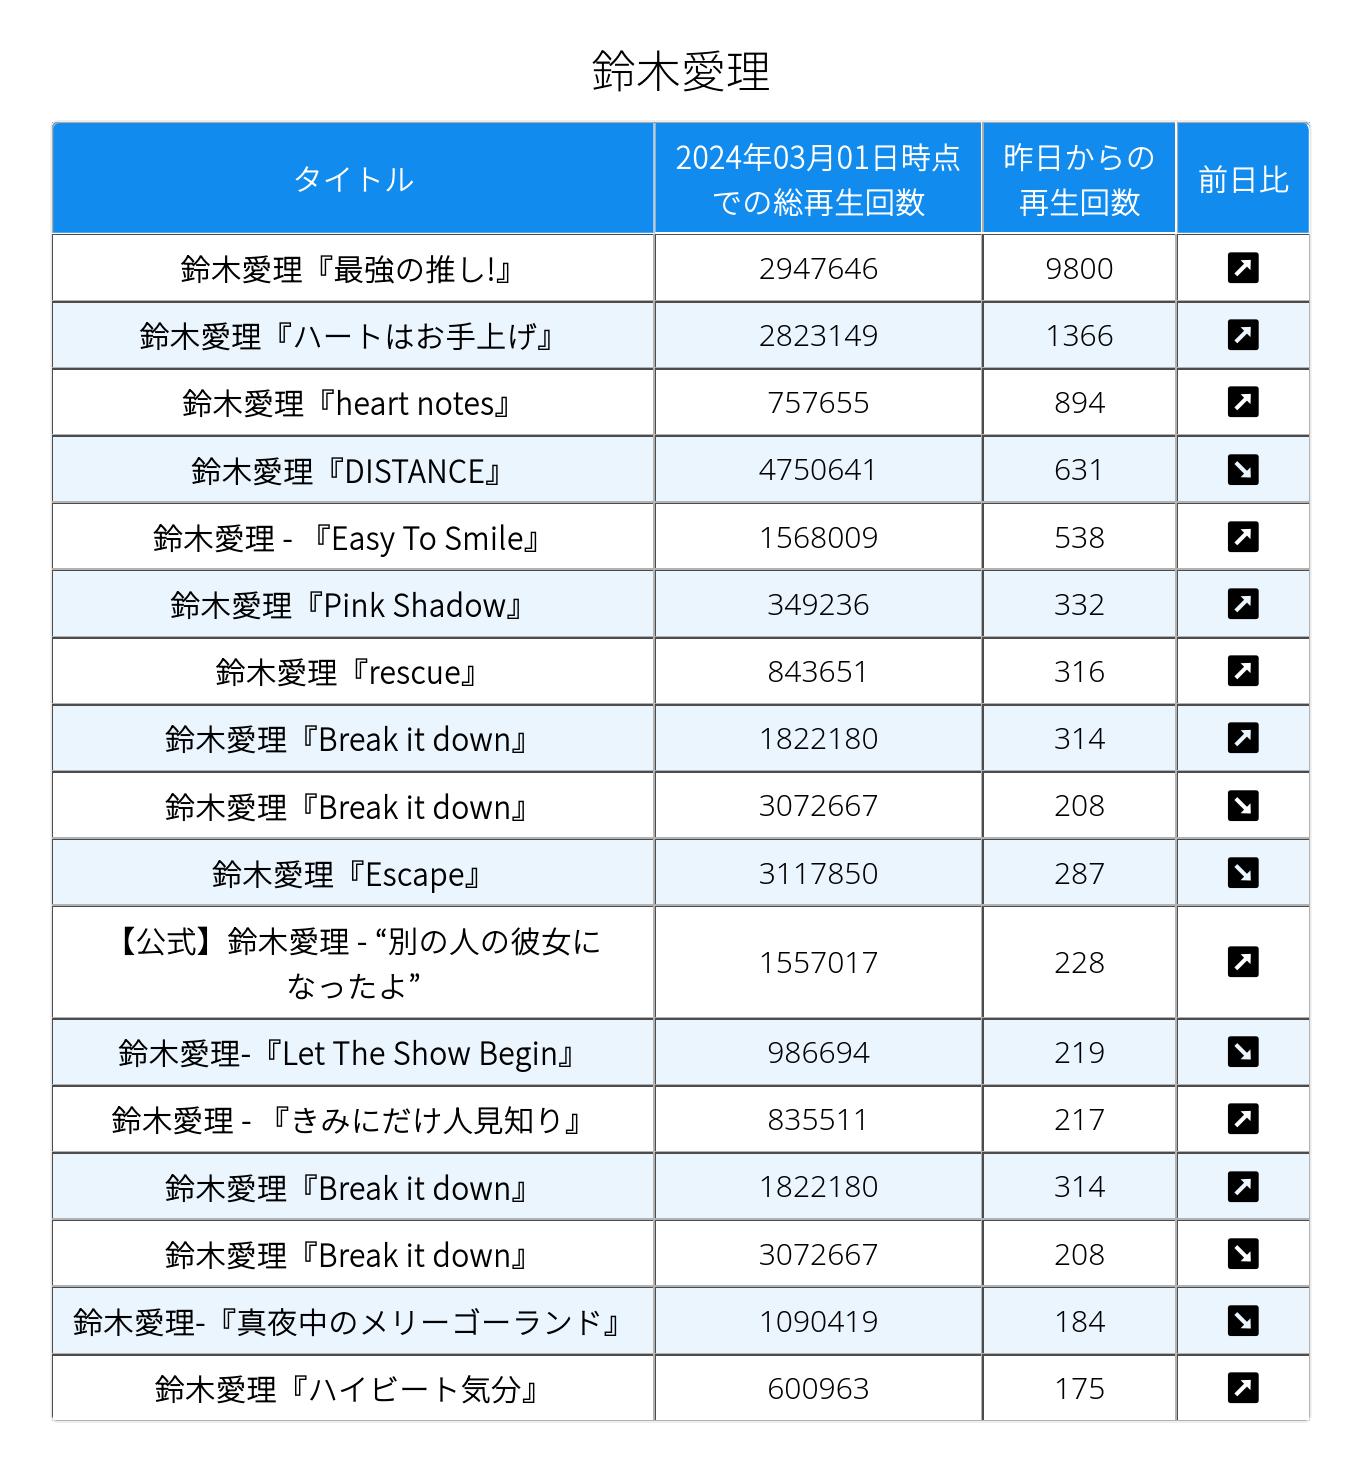 鈴木愛理
タイトル 2024年03月01日時点での総再生回数 昨日からの再生回数 前日比
鈴木愛理『最強の推し!』 2947646 9800 ↗
鈴木愛理『ハートはお手上げ』 2823149 1366 ↗
鈴木愛理『heart notes』 757655 894 ↗
鈴木愛理『DISTANCE』 4750641 631 ↘
鈴木愛理 - 『Easy To Smile』 1568009 538 ↗
鈴木愛理『Pink Shadow』 349236 332 ↗
鈴木愛理『rescue』 843651 316 ↗
鈴木愛理『Break it down』 1822180 314 ↗
鈴木愛理『Break it down』 3072667 208 ↘
鈴木愛理『Escape』 3117850 287 ↘
【公式】鈴木愛理 - “別の人の彼女になったよ” 1557017 228 ↗
鈴木愛理-『Let The Show Begin』 986694 219 ↘
鈴木愛理 - 『きみにだけ人見知り』 835511 217 ↗
鈴木愛理『Break it down』 1822180 314 ↗
鈴木愛理『Break it down』 3072667 208 ↘
鈴木愛理-『真夜中のメリーゴーランド』 1090419 184 ↘
鈴木愛理『ハイビート気分』 600963 175 ↗